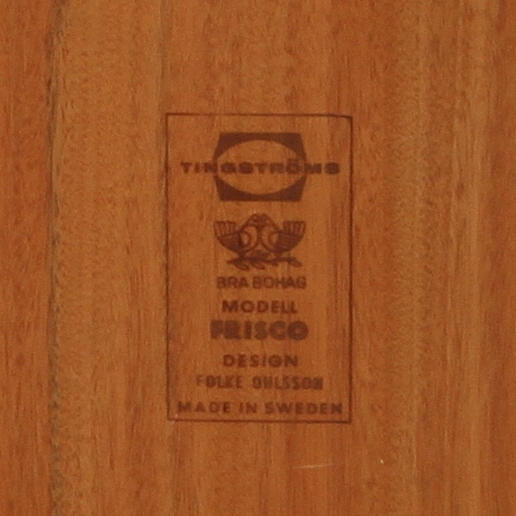 TINGSTRÖMS
BRA BOHAG
MODELL
FRISCO
DESIGN
FOLKE OHLSSON
MADE IN SWEDEN